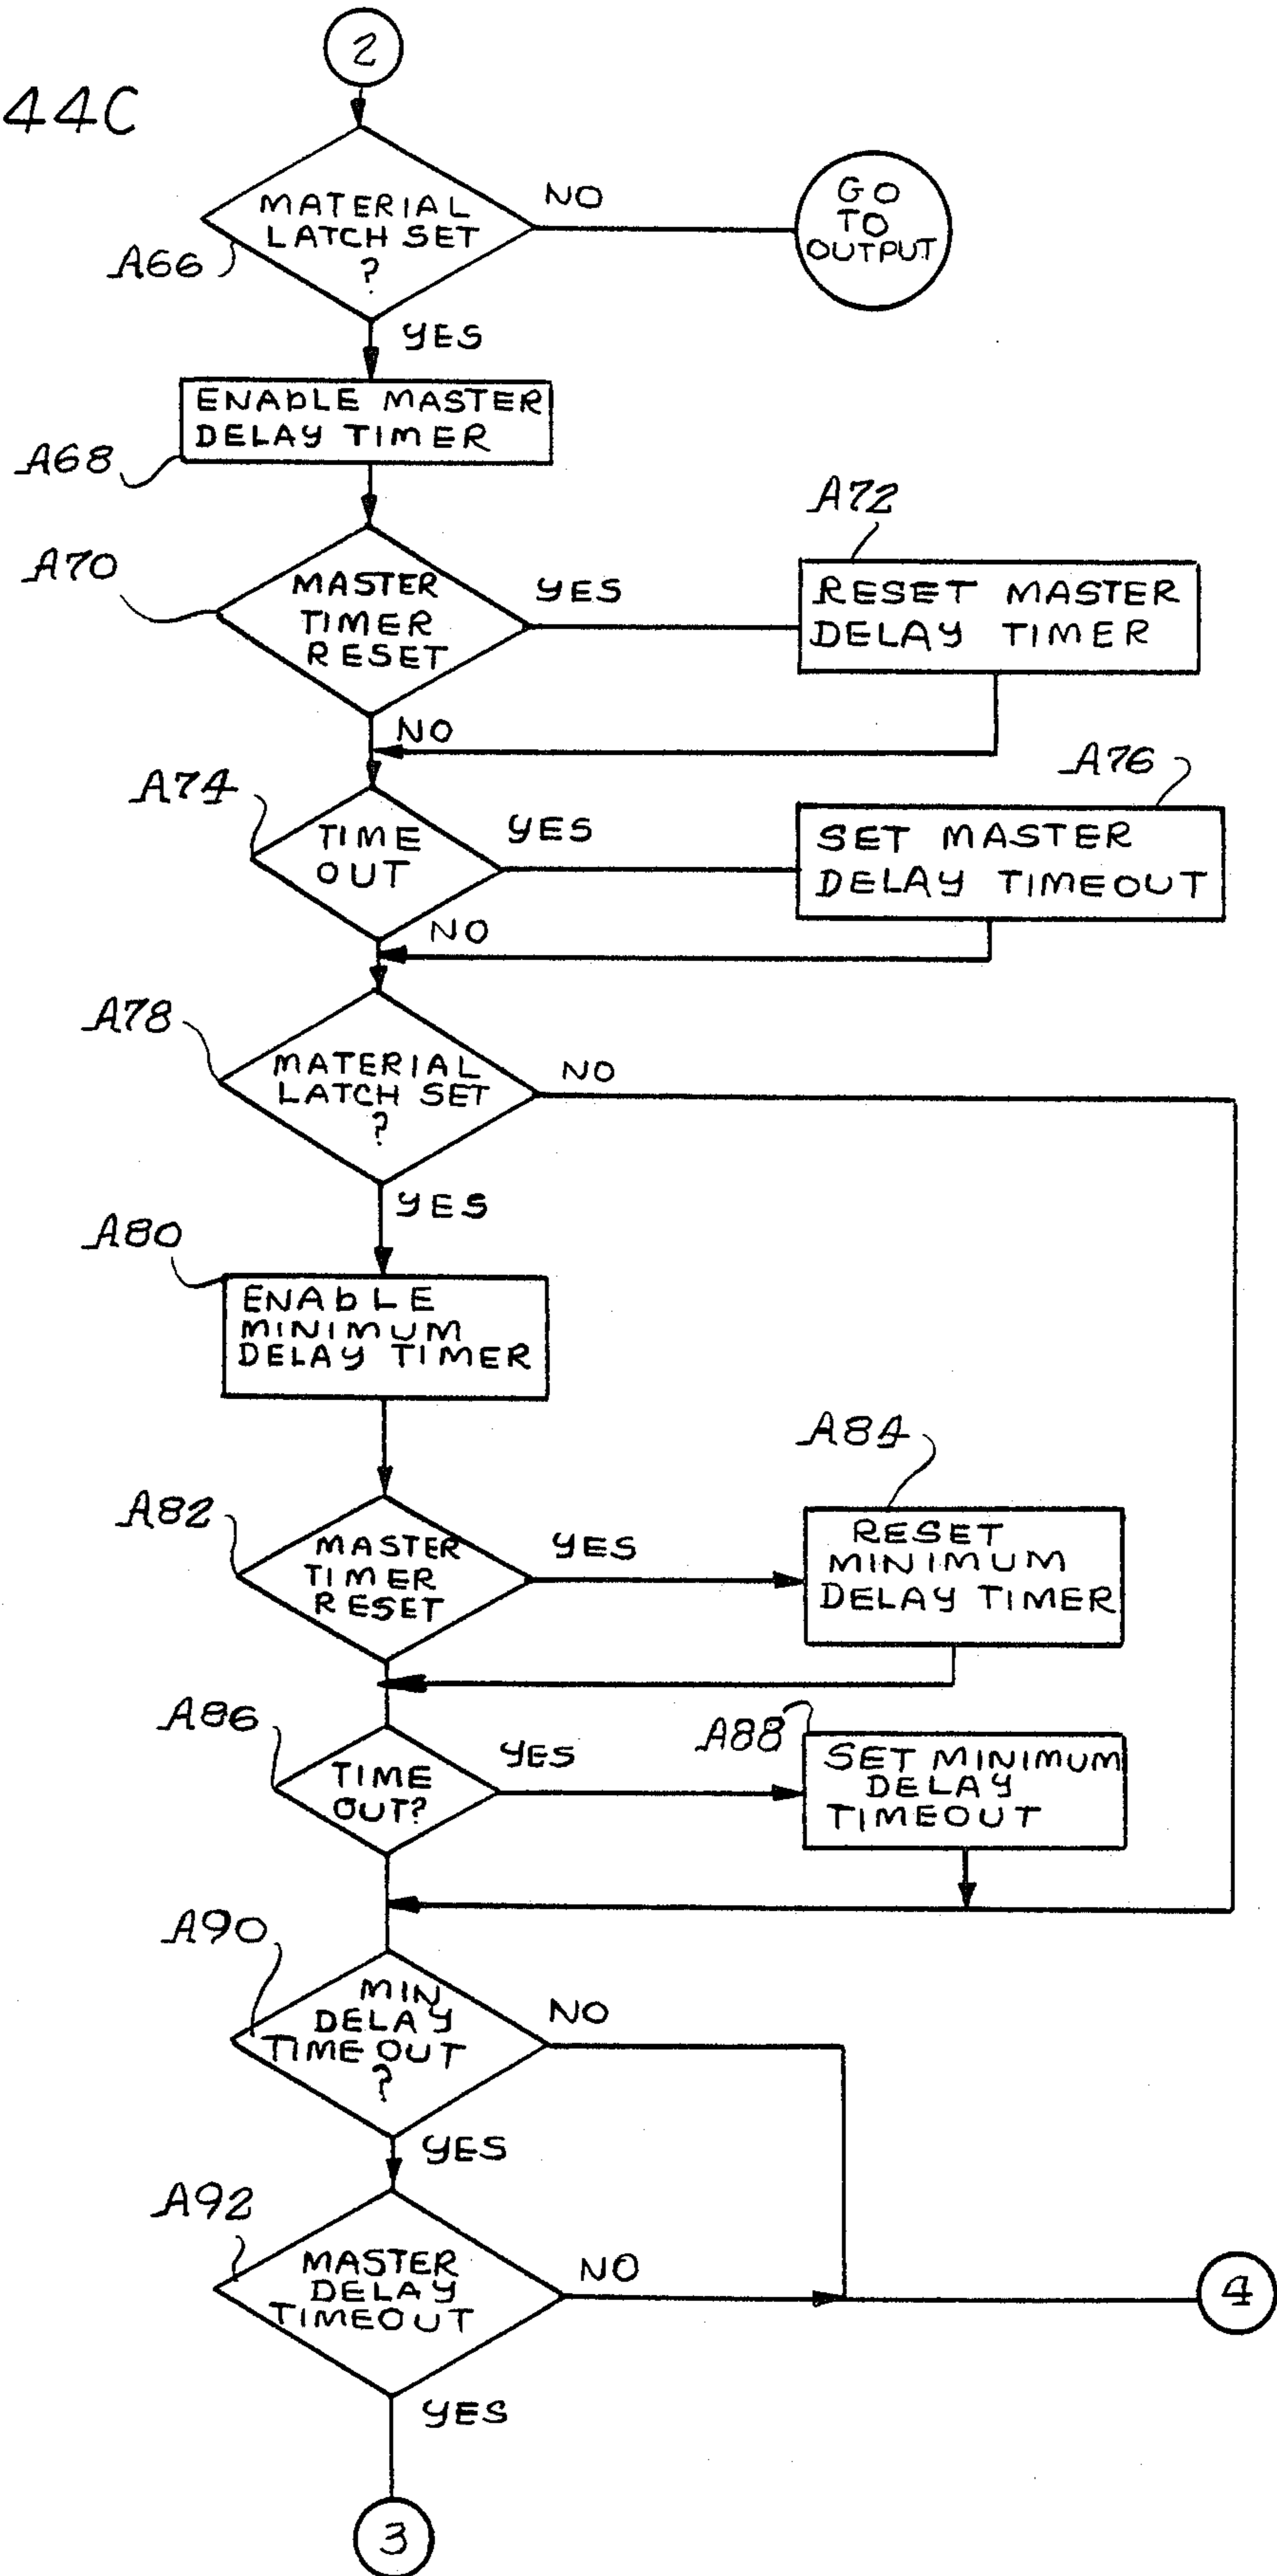 2
44C
MATERIAL
LATCH SET
?
NO
GO
TO
OUTPUT
A66
YES
ENABLE MASTER
DELAY TIMER
A68
A70
MASTER
TIMER
RESET
YES
A72
RESET MASTER
DELAY TIMER
NO
A74
TIME
OUT
YES
A76
SET MASTER
DELAY TIMEOUT
NO
A78
MATERIAL
LATCH SET
?
NO
YES
A80
ENABLE
MINIMUM
DELAY TIMER
A82
MASTER
TIMER
RESET
YES
A84
RESET
MINIMUM
DELAY TIMER
A86
TIME
OUT?
YES
A88
SET MINIMUM
DELAY
TIMEOUT
A90
MIN
DELAY
TIME OUT
?
NO
YES
A92
MASTER
DELAY
TIMEOUT
NO
4
YES
3